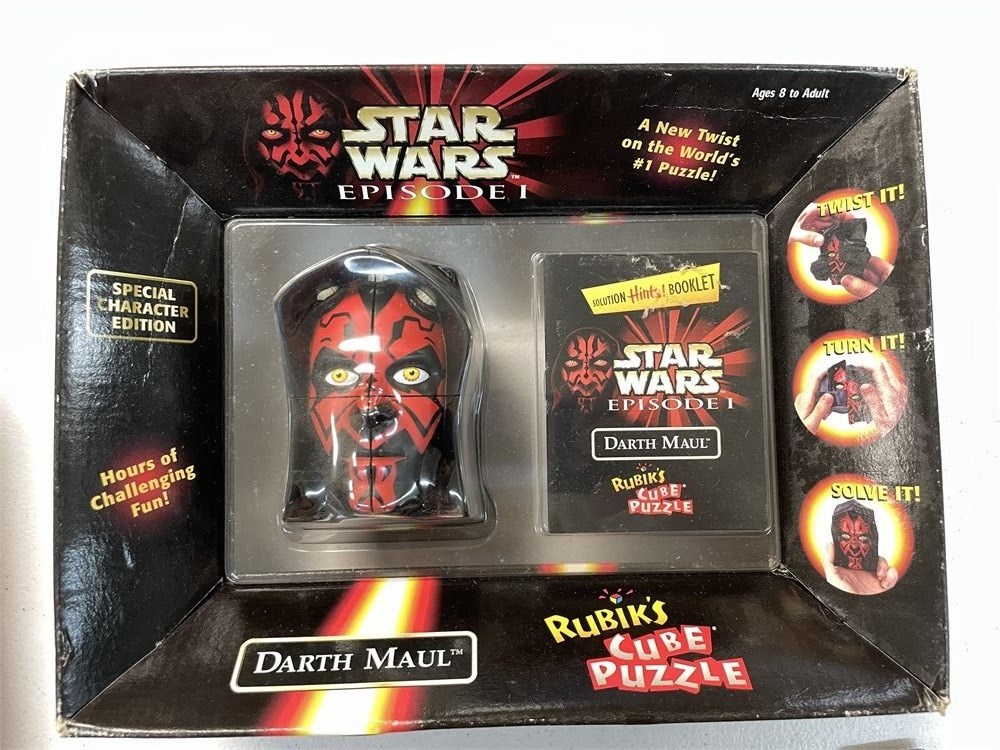 STAR
WARS™
EPISODE I
A New Twist
on the World's
#1 Puzzle!
Ages 8 to Adult
SPECIAL
CHARACTER
EDITION
Hours of
Challenging
Fun!
SOLUTION Hints! BOOKLET
STAR
WARS
EPISODE I
DARTH MAUL™
RUBIK'S
CUBE®
PUZZLE
TWIST IT!
TURN IT!
SOLVE IT!
DARTH MAUL™
RUBIK'S
CUBE®
PUZZLE